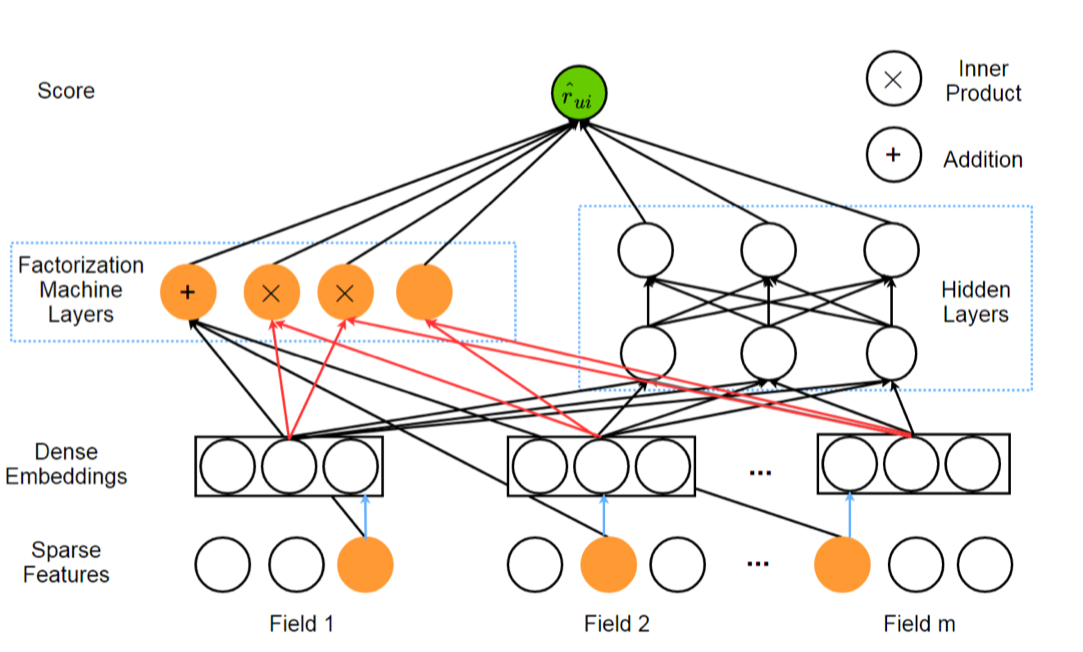 Score
r̂ui
×
Inner
Product
+
Addition
Factorization
Machine
Layers
+
×
×
Hidden
Layers
Dense
Embeddings
...
Sparse
Features
...
Field 1
Field 2
Field m